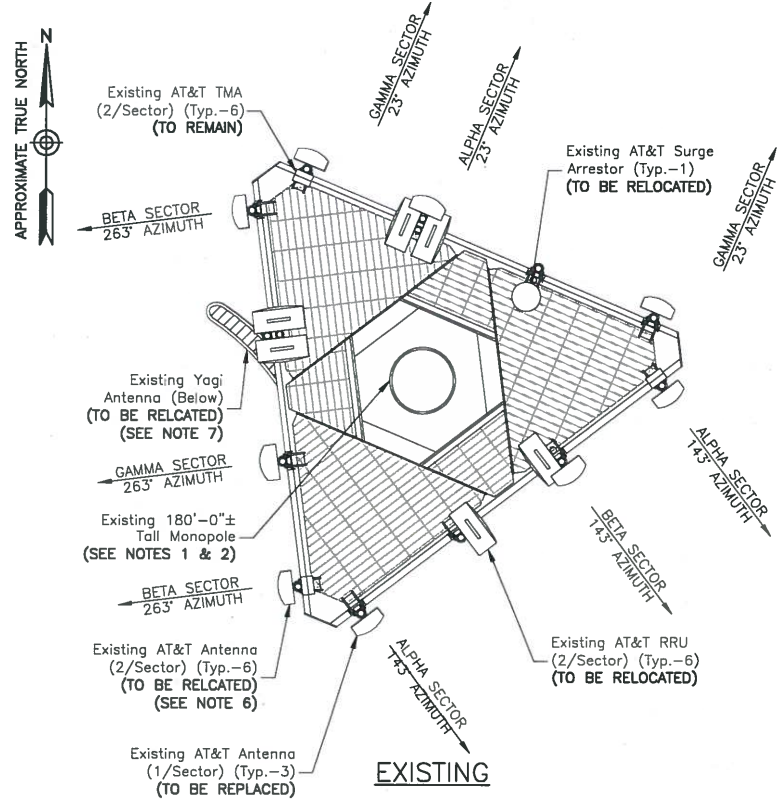 N
APPROXIMATE TRUE NORTH
Existing AT&T TMA
(2/Sector) (Typ.-6)
(TO REMAIN)
GAMMA SECTOR
23° AZIMUTH
ALPHA SECTOR
23° AZIMUTH
Existing AT&T Surge
Arrestor (Typ.-1)
(TO BE RELOCATED)
GAMMA SECTOR
23° AZIMUTH
BETA SECTOR
263° AZIMUTH
Existing Yagi
Antenna (Below)
(TO BE RELCATED)
(SEE NOTE 7)
GAMMA SECTOR
263° AZIMUTH
ALPHA SECTOR
143° AZIMUTH
Existing 180'-0"±
Tall Monopole
(SEE NOTES 1 & 2)
BETA SECTOR
143° AZIMUTH
BETA SECTOR
263° AZIMUTH
Existing AT&T Antenna
(2/Sector) (Typ.-6)
(TO BE RELCATED)
(SEE NOTE 6)
ALPHA SECTOR
143° AZIMUTH
Existing AT&T RRU
(2/Sector) (Typ.-6)
(TO BE RELOCATED)
Existing AT&T Antenna
(1/Sector) (Typ.-3)
(TO BE REPLACED)
EXISTING